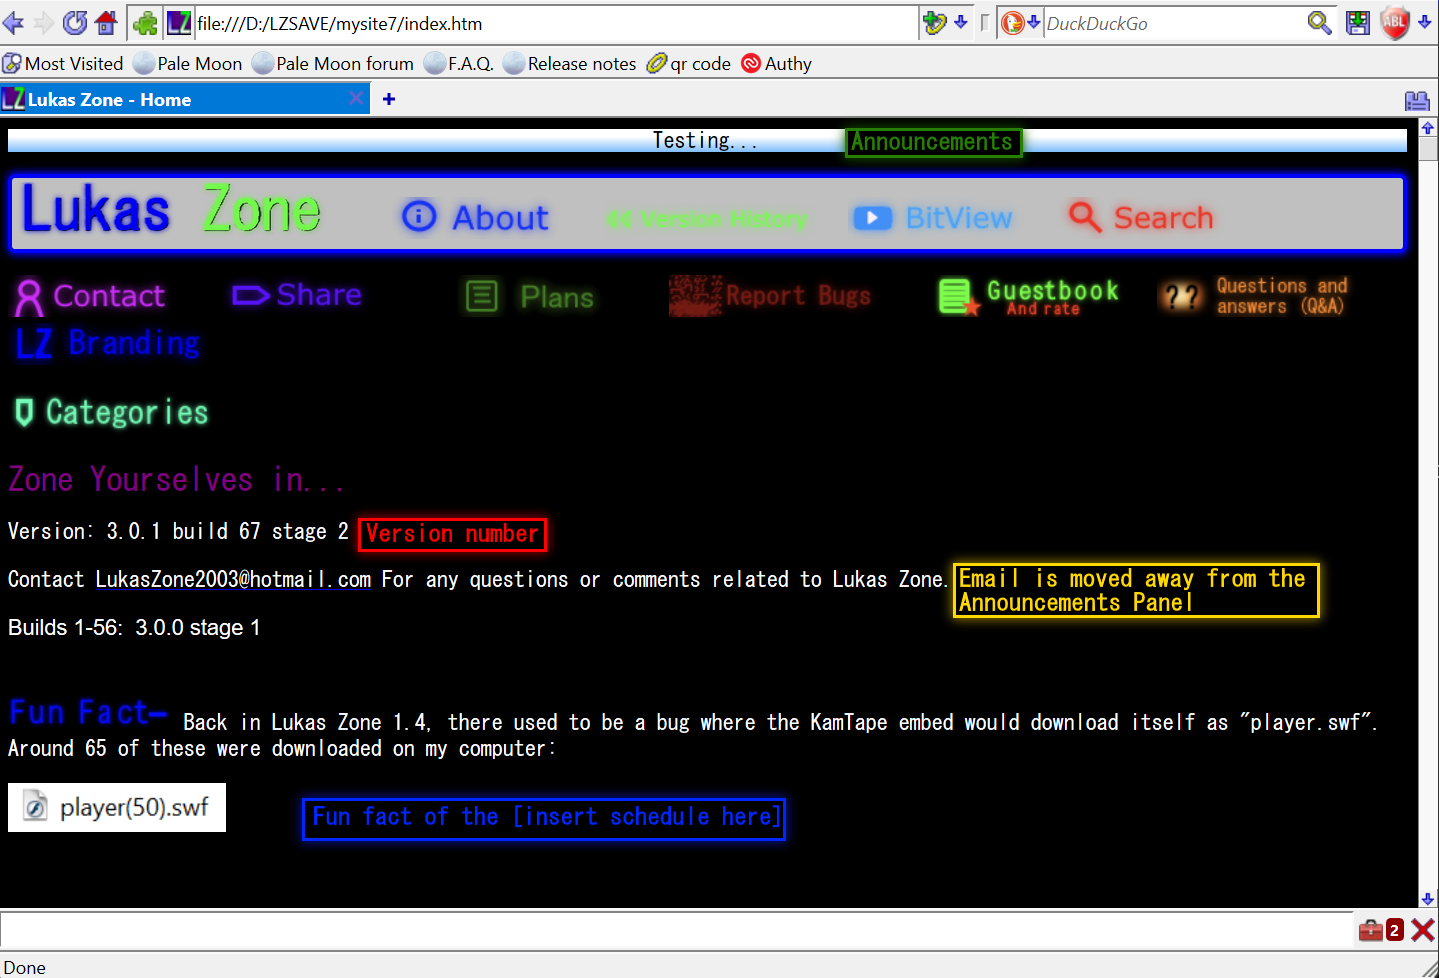 file:///D:/LZSAVE/mysite7/index.htm
DuckDuckGo
ABL
Most Visited Pale Moon Pale Moon forum F.A.Q. Release notes qr code Authy
LZ Lukas Zone - Home
Testing... Announcements
Lukas Zone About Version History BitView Search
Contact Share Plans Report Bugs Guestbook And rate ?? Questions and answers (Q&A)
LZ Branding
Categories
Zone Yourselves in...
Version: 3.0.1 build 67 stage 2 Version number
Contact LukasZone2003@hotmail.com For any questions or comments related to Lukas Zone. Email is moved away from the
Announcements Panel
Builds 1-56: 3.0.0 stage 1
Fun Fact— Back in Lukas Zone 1.4, there used to be a bug where the KamTape embed would download itself as "player.swf".
Around 65 of these were downloaded on my computer:
player(50).swf
Fun fact of the [insert schedule here]
2
Done